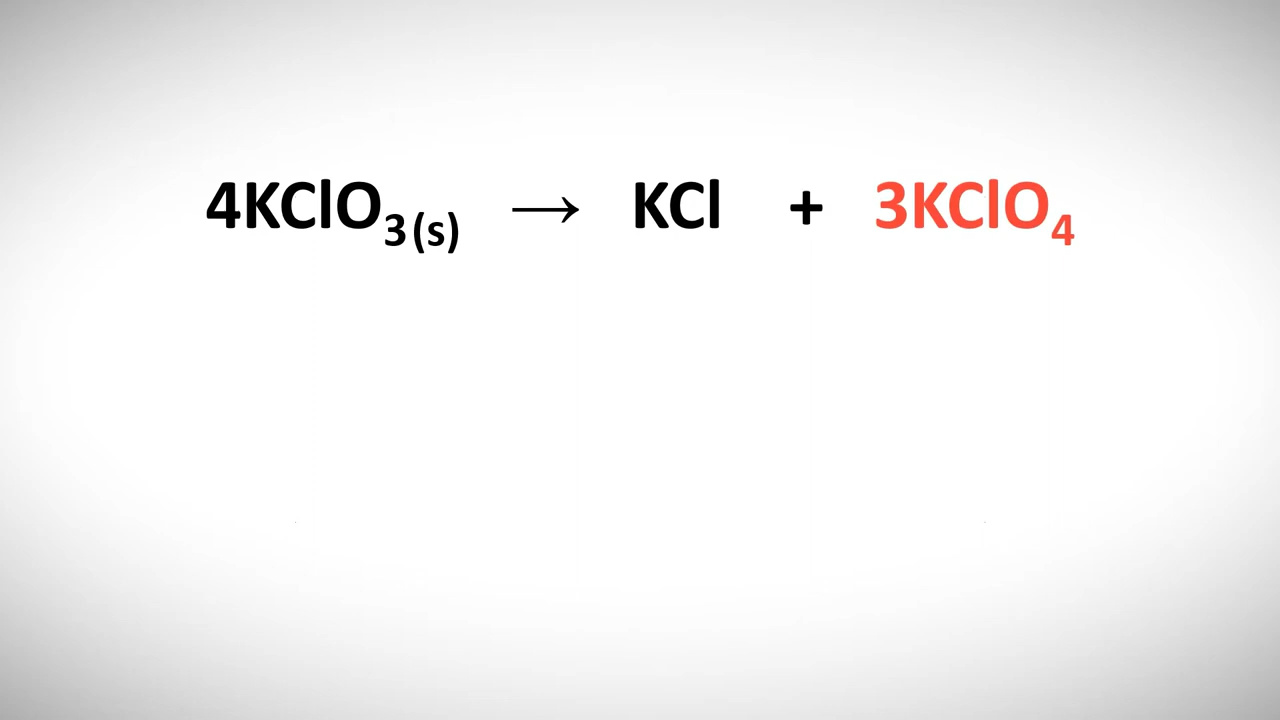 4KClO₃(s) → KCl + 3KClO₄